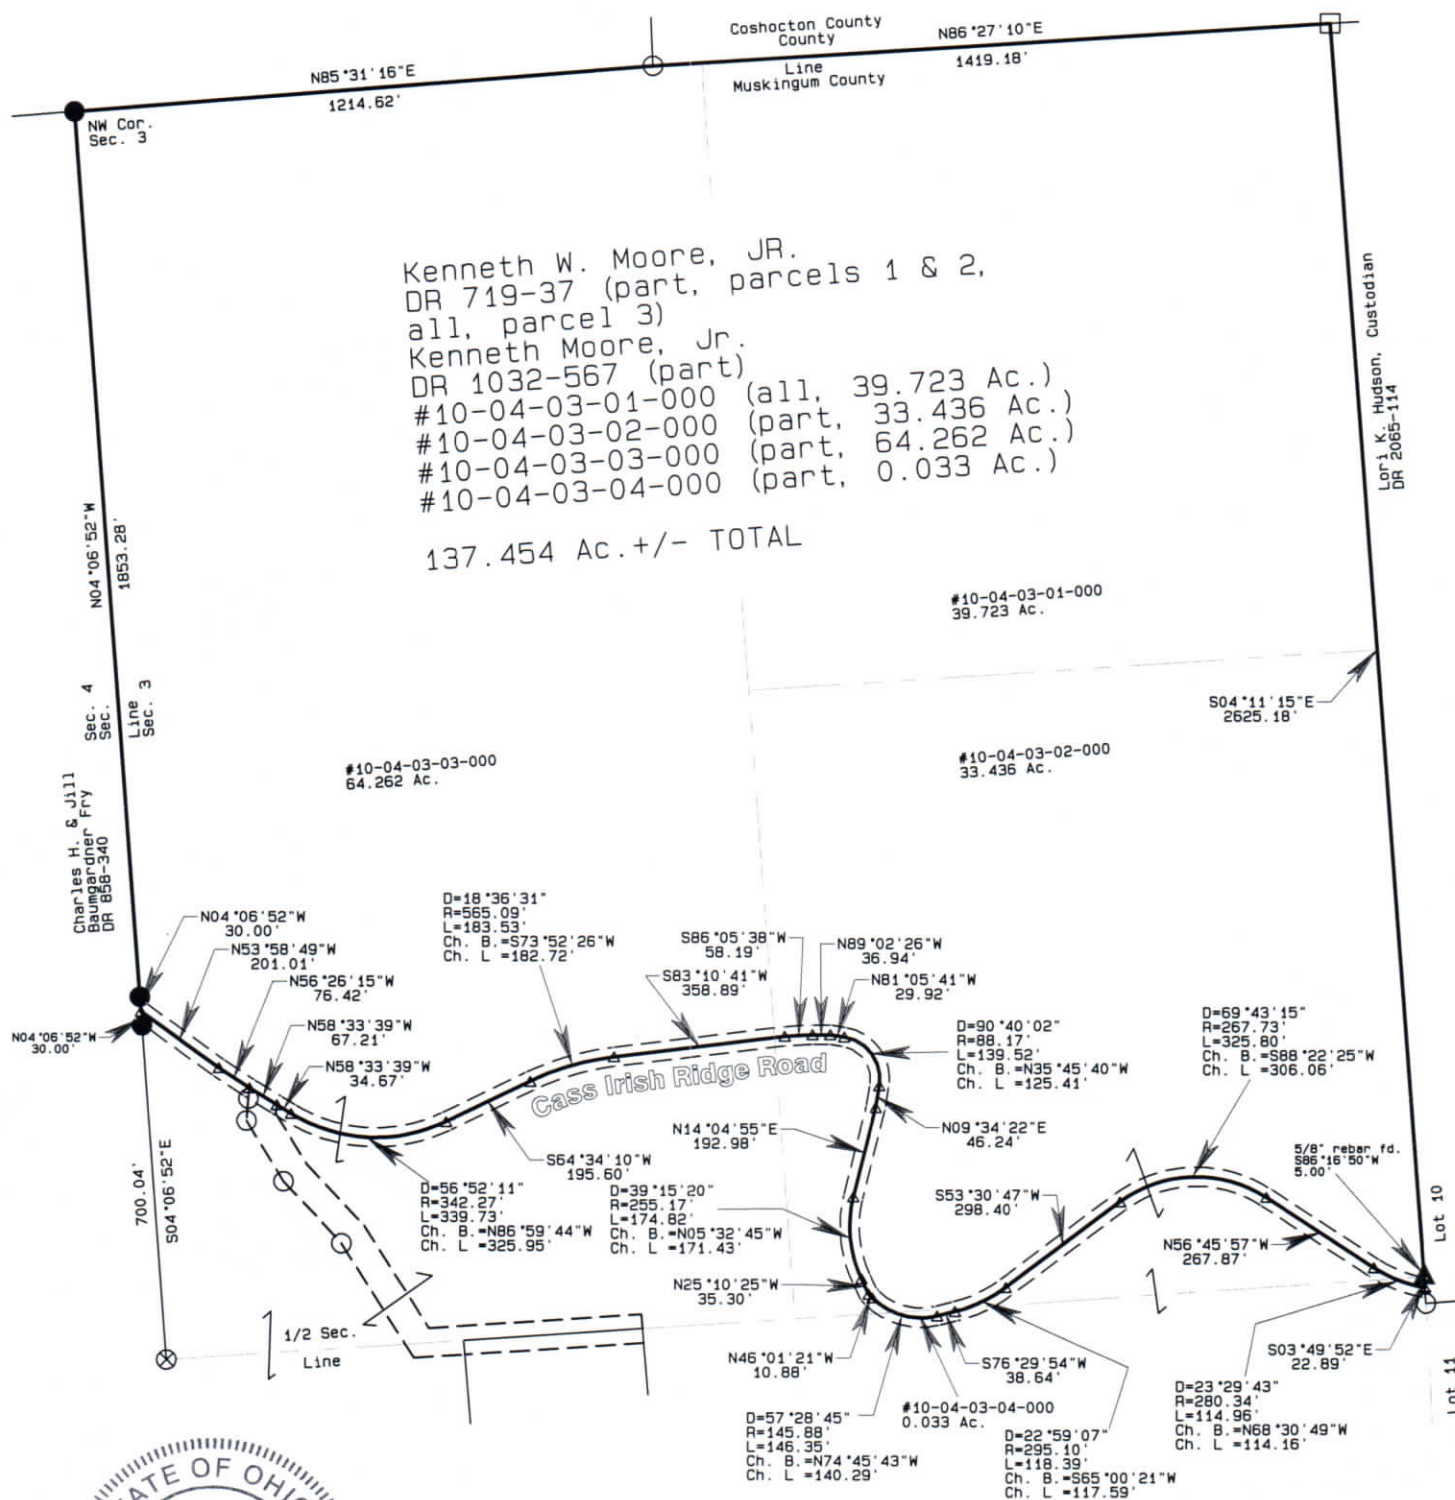 Coshocton County
County
Line
Muskingum County
N86°27'10"E
1419.18'
N85°31'16"E
1214.62'
NW Cor.
Sec. 3
Kenneth W. Moore, JR.
DR 719-37 (part, parcels 1 & 2,
all, parcel 3)
Kenneth Moore, Jr.
DR 1032-567 (part)
#10-04-03-01-000 (all, 39.723 Ac.)
#10-04-03-02-000 (part, 33.436 Ac.)
#10-04-03-03-000 (part, 64.262 Ac.)
#10-04-03-04-000 (part, 0.033 Ac.)
137.454 Ac.+/- TOTAL
Lori K. Hudson, Custodian
DR 2065-114
N04°06'52"W
1853.28'
#10-04-03-01-000
39.723 Ac.
Sec. 4
Sec.
Line
Sec. 3
S04°11'15"E
2625.18'
#10-04-03-03-000
64.262 Ac.
#10-04-03-02-000
33.436 Ac.
Charles H. & Jill
Baumgardner Fry
DR 858-340
N04°06'52"W
30.00'
N53°58'49"W
201.01'
N56°26'15"W
76.42'
N58°33'39"W
67.21'
N58°33'39"W
34.67'
N04°06'52"W
30.00'
D=18°36'31"
R=565.09'
L=183.53'
Ch. B.=S73°52'26"W
Ch. L =182.72'
S86°05'38"W
58.19'
S83°10'41"W
358.89'
N89°02'26"W
36.94'
N81°05'41"W
29.92'
D=90°40'02"
R=88.17'
L=139.52'
Ch. B.=N35°45'40"W
Ch. L =125.41'
D=69°43'15"
R=267.73'
L=325.80'
Ch. B.=S88°22'25"W
Ch. L =306.06'
Cass Irish Ridge Road
N14°04'55"E
192.98'
N09°34'22"E
46.24'
5/8" rebar fd.
S86°16'50"W
5.00'
700.04'
S04°06'52"E
S64°34'10"W
195.60'
D=56°52'11"
R=342.27'
L=339.73'
Ch. B.=N86°59'44"W
Ch. L =325.95'
D=39°15'20"
R=255.17'
L=174.82'
Ch. B.=N05°32'45"W
Ch. L =171.43'
S53°30'47"W
298.40'
N56°45'57"W
267.87'
Lot 10
N25°10'25"W
35.30'
1/2 Sec.
Line
N46°01'21"W
10.88'
S76°29'54"W
38.64'
S03°49'52"E
22.89'
Lot 11
#10-04-03-04-000
0.033 Ac.
D=57°28'45"
R=145.88'
L=146.35'
Ch. B.=N74°45'43"W
Ch. L =140.29'
D=22°59'07"
R=295.10'
L=118.39'
Ch. B.=S65°00'21"W
Ch. L =117.59'
D=23°29'43"
R=280.34'
L=114.96'
Ch. B.=N68°30'49"W
Ch. L =114.16'
STATE OF OHIO